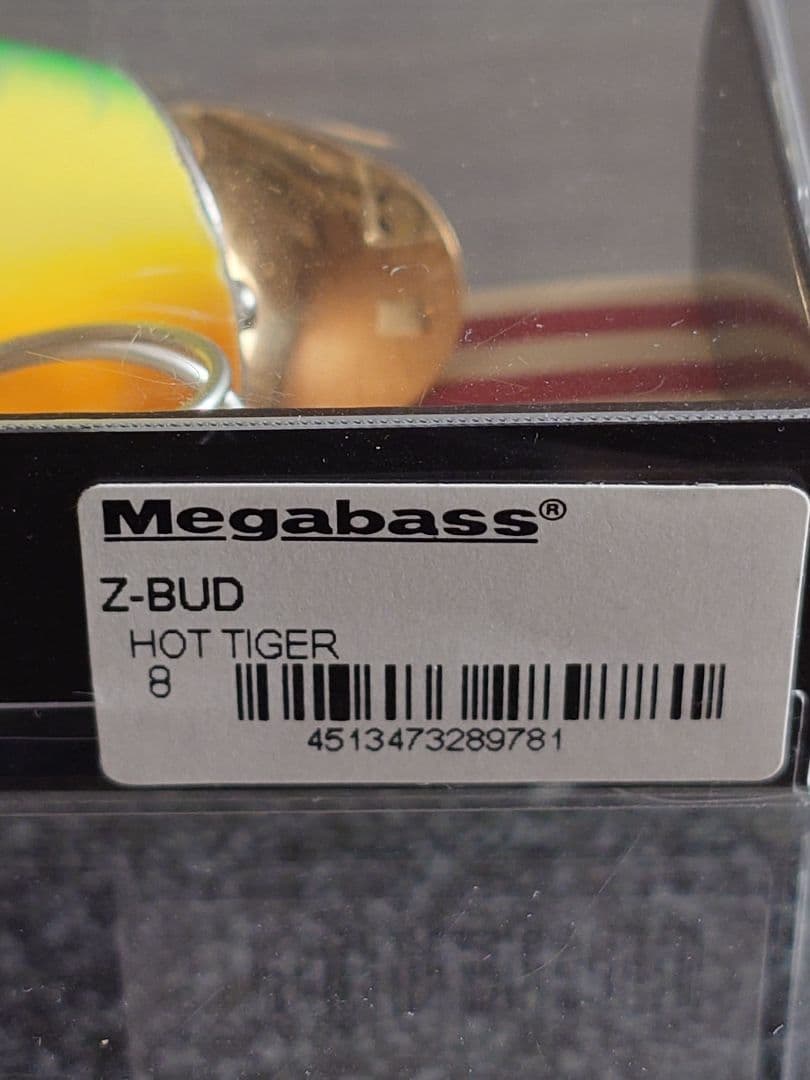 Megabass®
Z-BUD
HOT TIGER
8
4513473289781